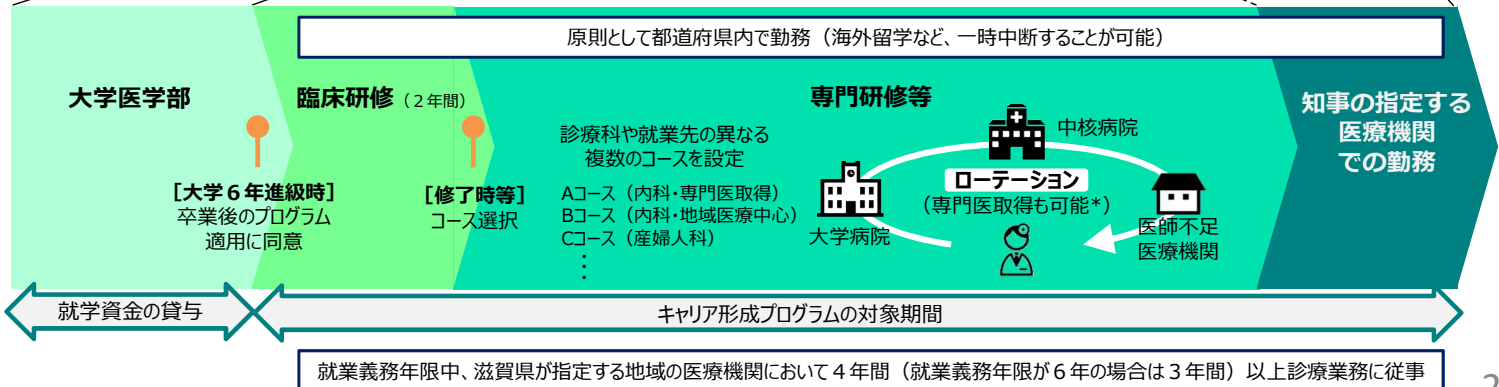 原則として都道府県内で勤務（海外留学など、一時中断することが可能）
大学医学部
臨床研修（２年間）
専門研修等
知事の指定する
医療機関
での勤務
［大学６年進級時］
卒業後のプログラム
適用に同意
［修了時等］
コース選択
診療科や就業先の異なる
複数のコースを設定
Aコース（内科・専門医取得）
Bコース（内科・地域医療中心）
Cコース（産婦人科）
：
中核病院
ローテーション
（専門医取得も可能*）
大学病院
医師不足
医療機関
就学資金の貸与
キャリア形成プログラムの対象期間
就業義務年限中、滋賀県が指定する地域の医療機関において４年間（就業義務年限が６年の場合は３年間）以上診療業務に従事